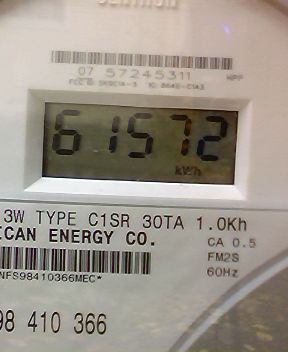 07 57245311
61572
kWh
3W TYPE C1SR 30TA 1.0Kh
ICAN ENERGY CO.
CA 0.5
FM2S
60Hz
NFS98410366MEC*
98 410 366